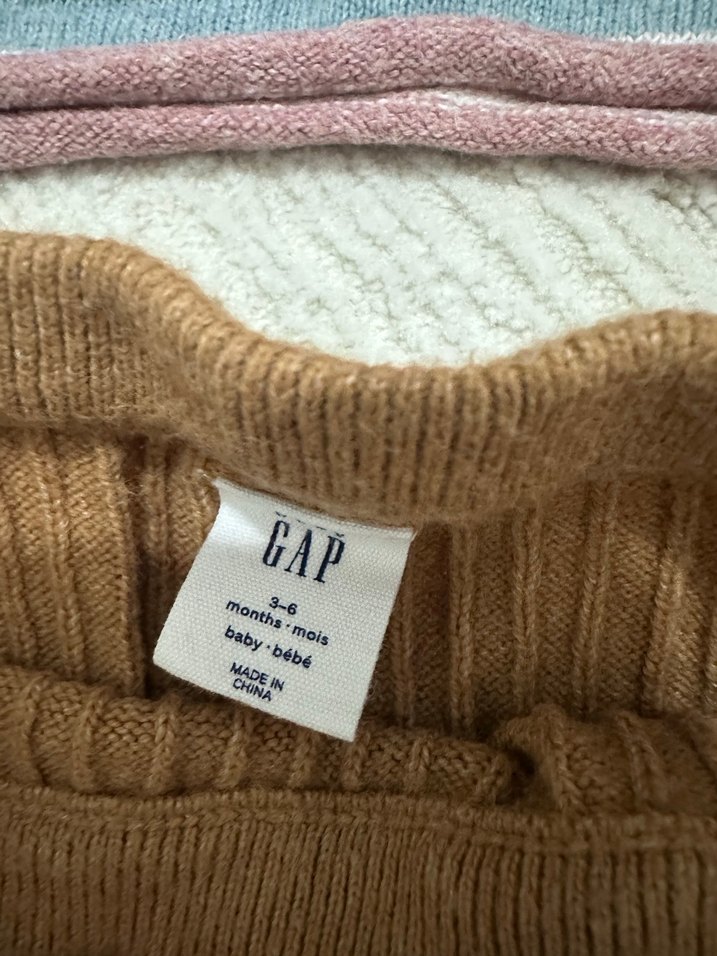 GAP
3-6
months · mois
baby · bébé
MADE IN
CHINA